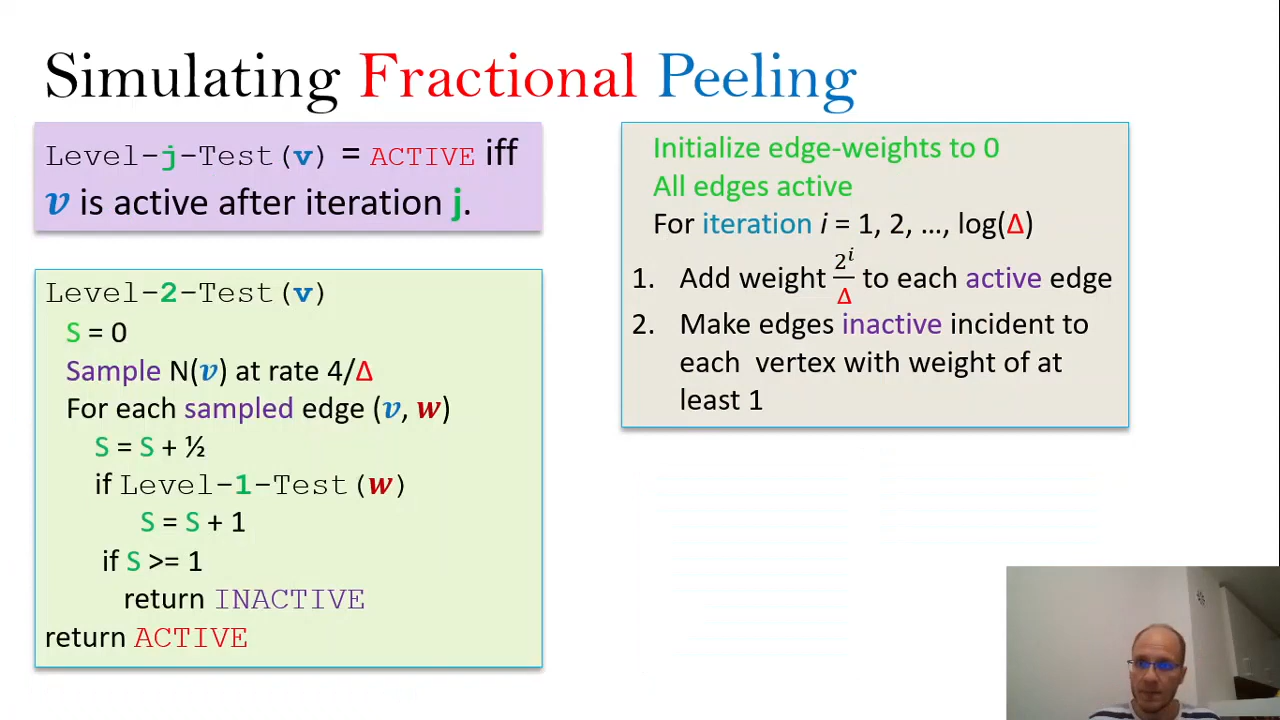 Simulating Fractional Peeling
Level-j-Test(v) = ACTIVE iff
v is active after iteration j.
Level-2-Test(v)
S = 0
Sample N(v) at rate 4/Δ
For each sampled edge (v, w)
S = S + ½
if Level-1-Test(w)
S = S + 1
if S >= 1
return INACTIVE
return ACTIVE
Initialize edge-weights to 0
All edges active
For iteration i = 1, 2, …, log(Δ)
1. Add weight 2^i/Δ to each active edge
2. Make edges inactive incident to
each vertex with weight of at
least 1